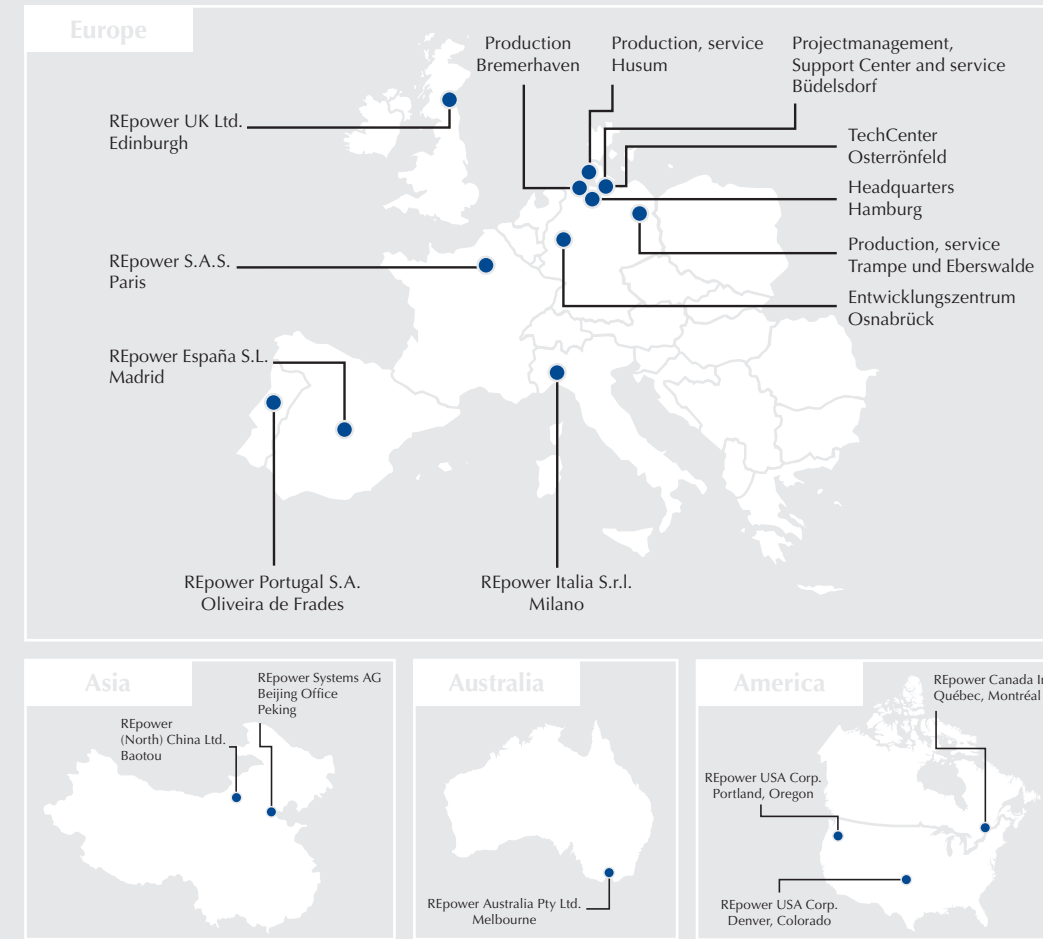 Europe
Production
Bremerhaven
Production, service
Husum
Projectmanagement,
Support Center and service
Büdelsdorf
REpower UK Ltd.
Edinburgh
TechCenter
Osterrönfeld
Headquarters
Hamburg
REpower S.A.S.
Paris
Production, service
Trampe und Eberswalde
Entwicklungszentrum
Osnabrück
REpower España S.L.
Madrid
REpower Portugal S.A.
Oliveira de Frades
REpower Italia S.r.l.
Milano
Asia
REpower Systems AG
Beijing Office
Peking
REpower
(North) China Ltd.
Baotou
Australia
REpower Australia Pty Ltd.
Melbourne
America
REpower Canada
Québec, Montréal
REpower USA Corp.
Portland, Oregon
REpower USA Corp.
Denver, Colorado